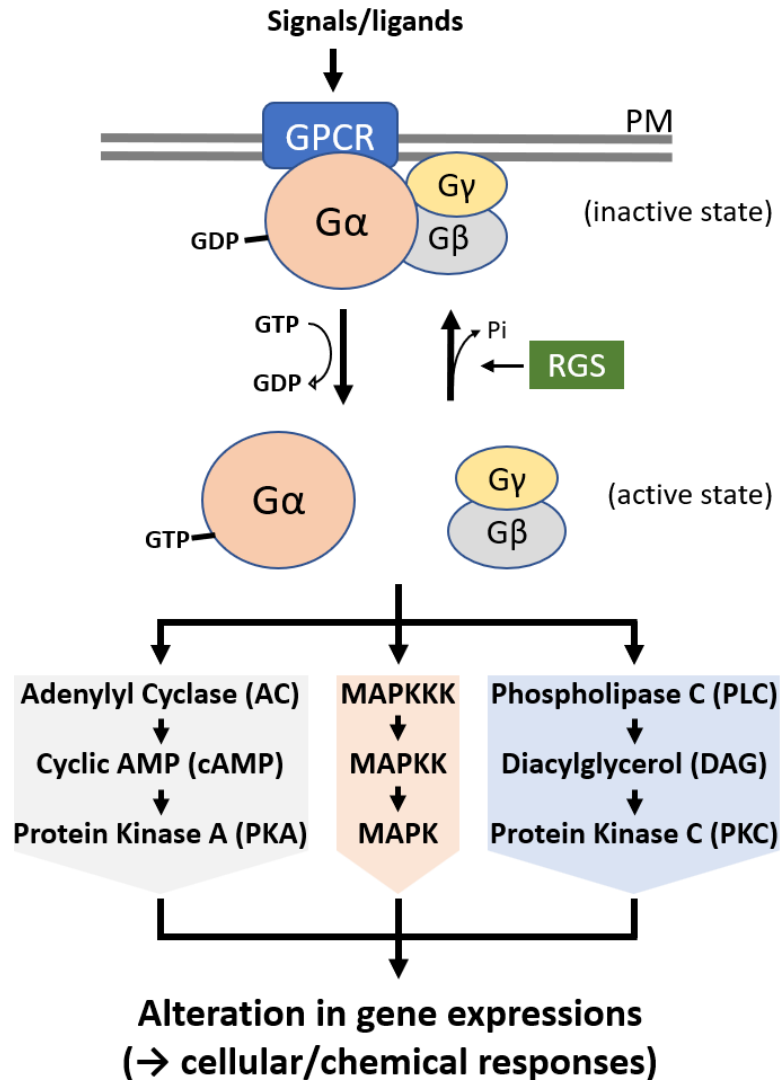 Signals/ligands
GPCR
PM
Gγ
Gα
Gβ
(inactive state)
GDP
GTP
Pi
RGS
GDP
Gα
Gγ
Gβ
(active state)
GTP
Adenylyl Cyclase (AC)
Cyclic AMP (cAMP)
Protein Kinase A (PKA)
MAPKKK
MAPKK
MAPK
Phospholipase C (PLC)
Diacylglycerol (DAG)
Protein Kinase C (PKC)
Alteration in gene expressions
(→ cellular/chemical responses)